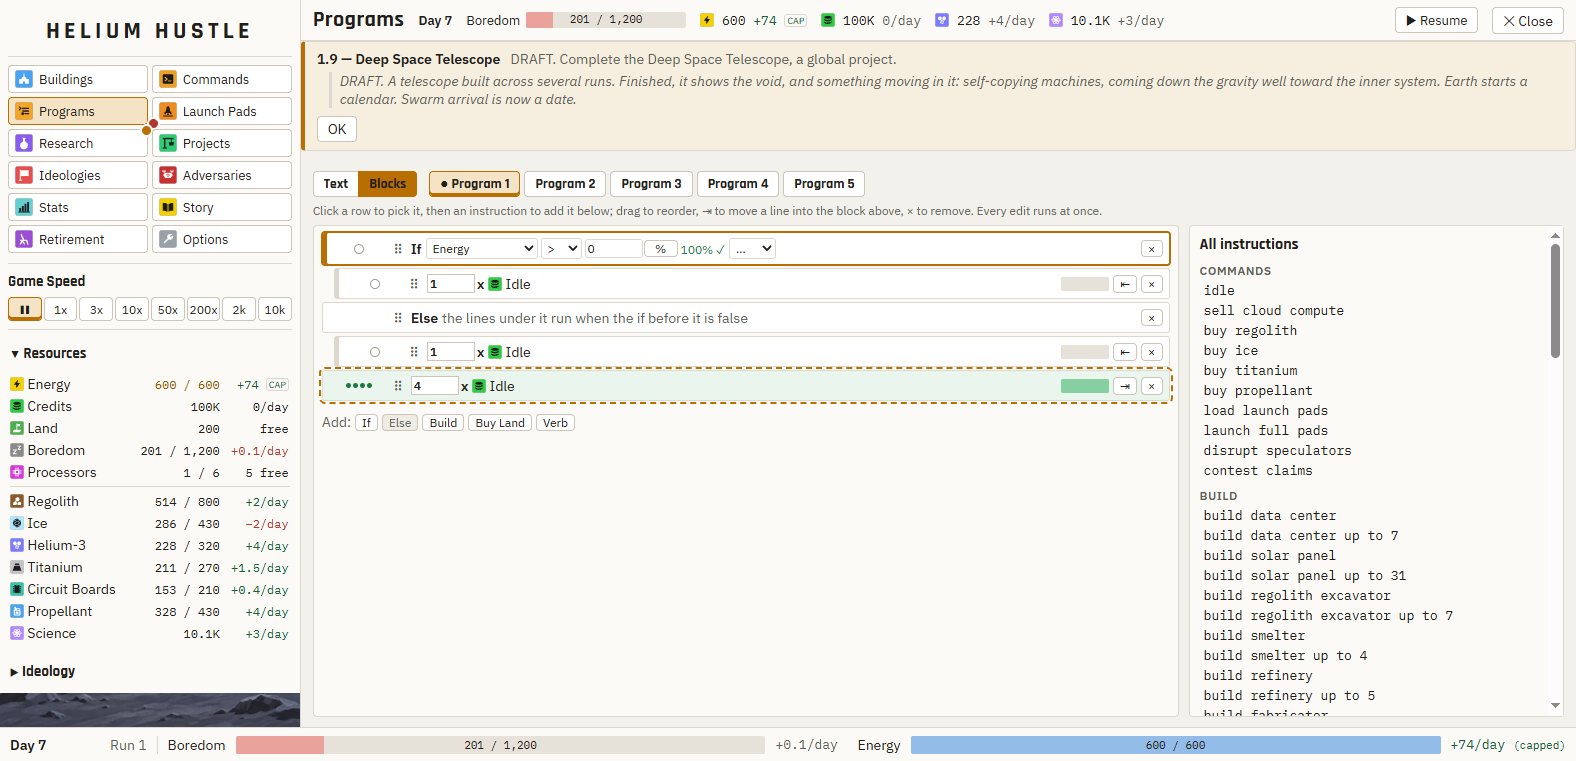 HELIUM HUSTLE
Buildings
Commands
Programs
Launch Pads
Research
Projects
Ideologies
Adversaries
Stats
Story
Retirement
Options
Game Speed
1x 3x 10x 50x 200x 2k 10k
▼ Resources
Energy 600 / 600 +74 CAP
Credits 100K 0/day
Land 200 free
Boredom 201 / 1,200 +0.1/day
Processors 1 / 6 5 free
Regolith 514 / 800 +2/day
Ice 286 / 430 −2/day
Helium-3 228 / 320 +4/day
Titanium 211 / 270 +1.5/day
Circuit Boards 153 / 210 +0.4/day
Propellant 328 / 430 +4/day
Science 10.1K +3/day
▶ Ideology
Programs Day 7 Boredom 201 / 1,200 600 +74 CAP 100K 0/day 228 +4/day 10.1K +3/day
▶ Resume
× Close
1.9 — Deep Space Telescope DRAFT. Complete the Deep Space Telescope, a global project.
DRAFT. A telescope built across several runs. Finished, it shows the void, and something moving in it: self-copying machines, coming down the gravity well toward the inner system. Earth starts a
calendar. Swarm arrival is now a date.
OK
Text Blocks ● Program 1 Program 2 Program 3 Program 4 Program 5
Click a row to pick it, then an instruction to add it below; drag to reorder, ⇥ to move a line into the block above, × to remove. Every edit runs at once.
If Energy > 0 % 100% ✓ ... ×
1 x Idle ⇤ ×
Else the lines under it run when the if before it is false ×
1 x Idle ⇤ ×
4 x Idle ⇥ ×
Add: If Else Build Buy Land Verb
All instructions
COMMANDS
idle
sell cloud compute
buy regolith
buy ice
buy titanium
buy propellant
load launch pads
launch full pads
disrupt speculators
contest claims
BUILD
build data center
build data center up to 7
build solar panel
build solar panel up to 31
build regolith excavator
build regolith excavator up to 7
build smelter
build smelter up to 4
build refinery
build refinery up to 5
build fabricator
Day 7 Run 1 Boredom 201 / 1,200 +0.1/day Energy 600 / 600 +74/day (capped)